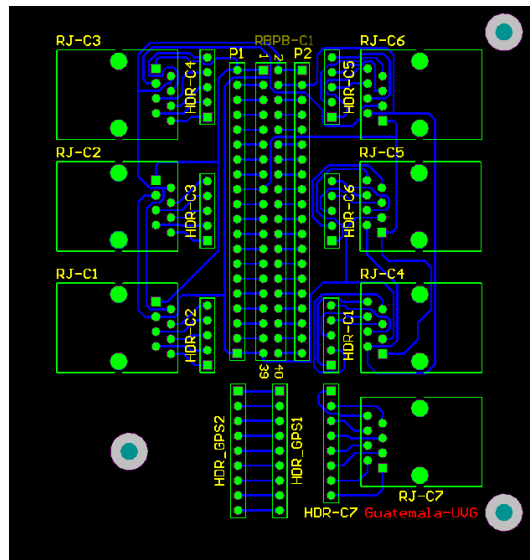 RJ-C3
RBPB-C1
RJ-C6
P1
1
2
P2
HDR-C4
HDR-C5
RJ-C2
RJ-C5
HDR-C3
HDR-C6
RJ-C1
RJ-C4
HDR-C2
HDR-C1
39
40
HDR_GPS2
HDR_GPS1
RJ-C7
HDR-C7
Guatemala-UVG